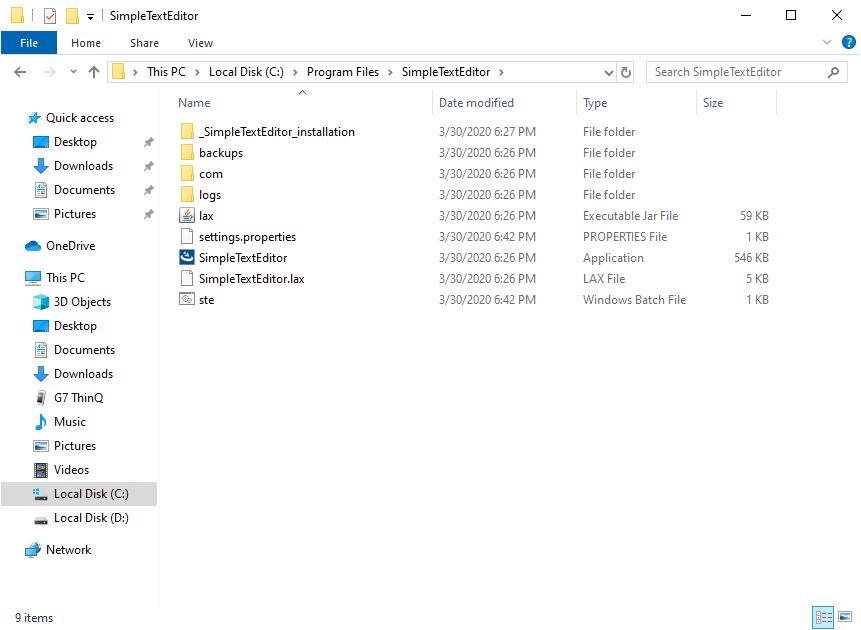 SimpleTextEditor
File Home Share View
This PC Local Disk (C:) Program Files SimpleTextEditor Search SimpleTextEditor
Name Date modified Type Size
_SimpleTextEditor_installation 3/30/2020 6:27 PM File folder
backups 3/30/2020 6:26 PM File folder
com 3/30/2020 6:26 PM File folder
logs 3/30/2020 6:26 PM File folder
lax 3/30/2020 6:26 PM Executable Jar File 59 KB
settings.properties 3/30/2020 6:42 PM PROPERTIES File 1 KB
SimpleTextEditor 3/30/2020 6:26 PM Application 546 KB
SimpleTextEditor.lax 3/30/2020 6:26 PM LAX File 5 KB
ste 3/30/2020 6:42 PM Windows Batch File 1 KB
Quick access
Desktop
Downloads
Documents
Pictures
OneDrive
This PC
3D Objects
Desktop
Documents
Downloads
G7 ThinQ
Music
Pictures
Videos
Local Disk (C:)
Local Disk (D:)
Network
9 items